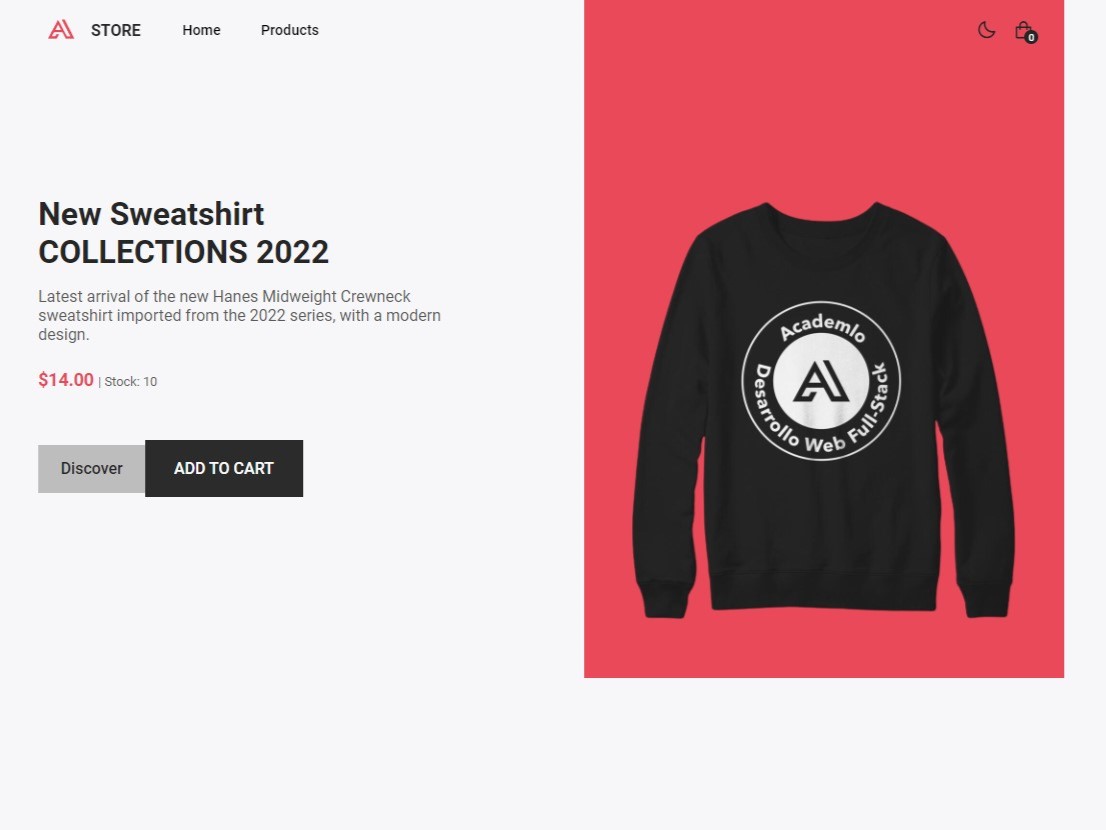 STORE
Home
Products
0
New Sweatshirt
COLLECTIONS 2022
Latest arrival of the new Hanes Midweight Crewneck
sweatshirt imported from the 2022 series, with a modern
design.
$14.00 | Stock: 10
Discover
ADD TO CART
Academlo
Desarrollo Web Full-Stack